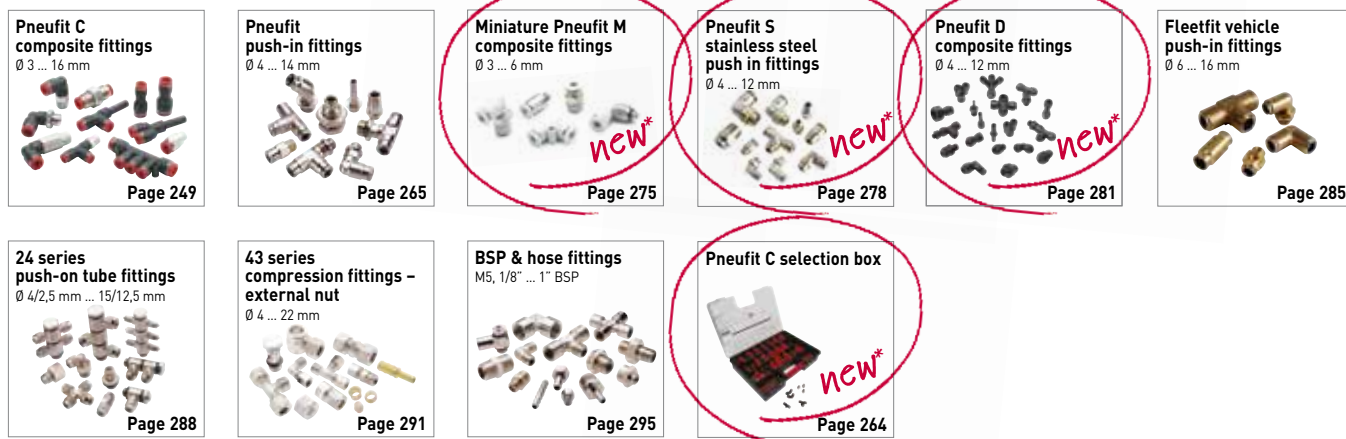 Pneufit C
composite fittings
Ø 3 ... 16 mm
Page 249
Pneufit
push-in fittings
Ø 4 ... 14 mm
Page 265
Miniature Pneufit M
composite fittings
Ø 3 ... 6 mm
new*
Page 275
Pneufit S
stainless steel
push in fittings
Ø 4 ... 12 mm
new*
Page 278
Pneufit D
composite fittings
Ø 4 ... 12 mm
new*
Page 281
Fleetfit vehicle
push-in fittings
Ø 6 ... 16 mm
Page 285
24 series
push-on tube fittings
Ø 4/2,5 mm ... 15/12,5 mm
Page 288
43 series
compression fittings –
external nut
Ø 4 ... 22 mm
Page 291
BSP & hose fittings
M5, 1/8" ... 1" BSP
Page 295
Pneufit C selection box
new*
Page 264